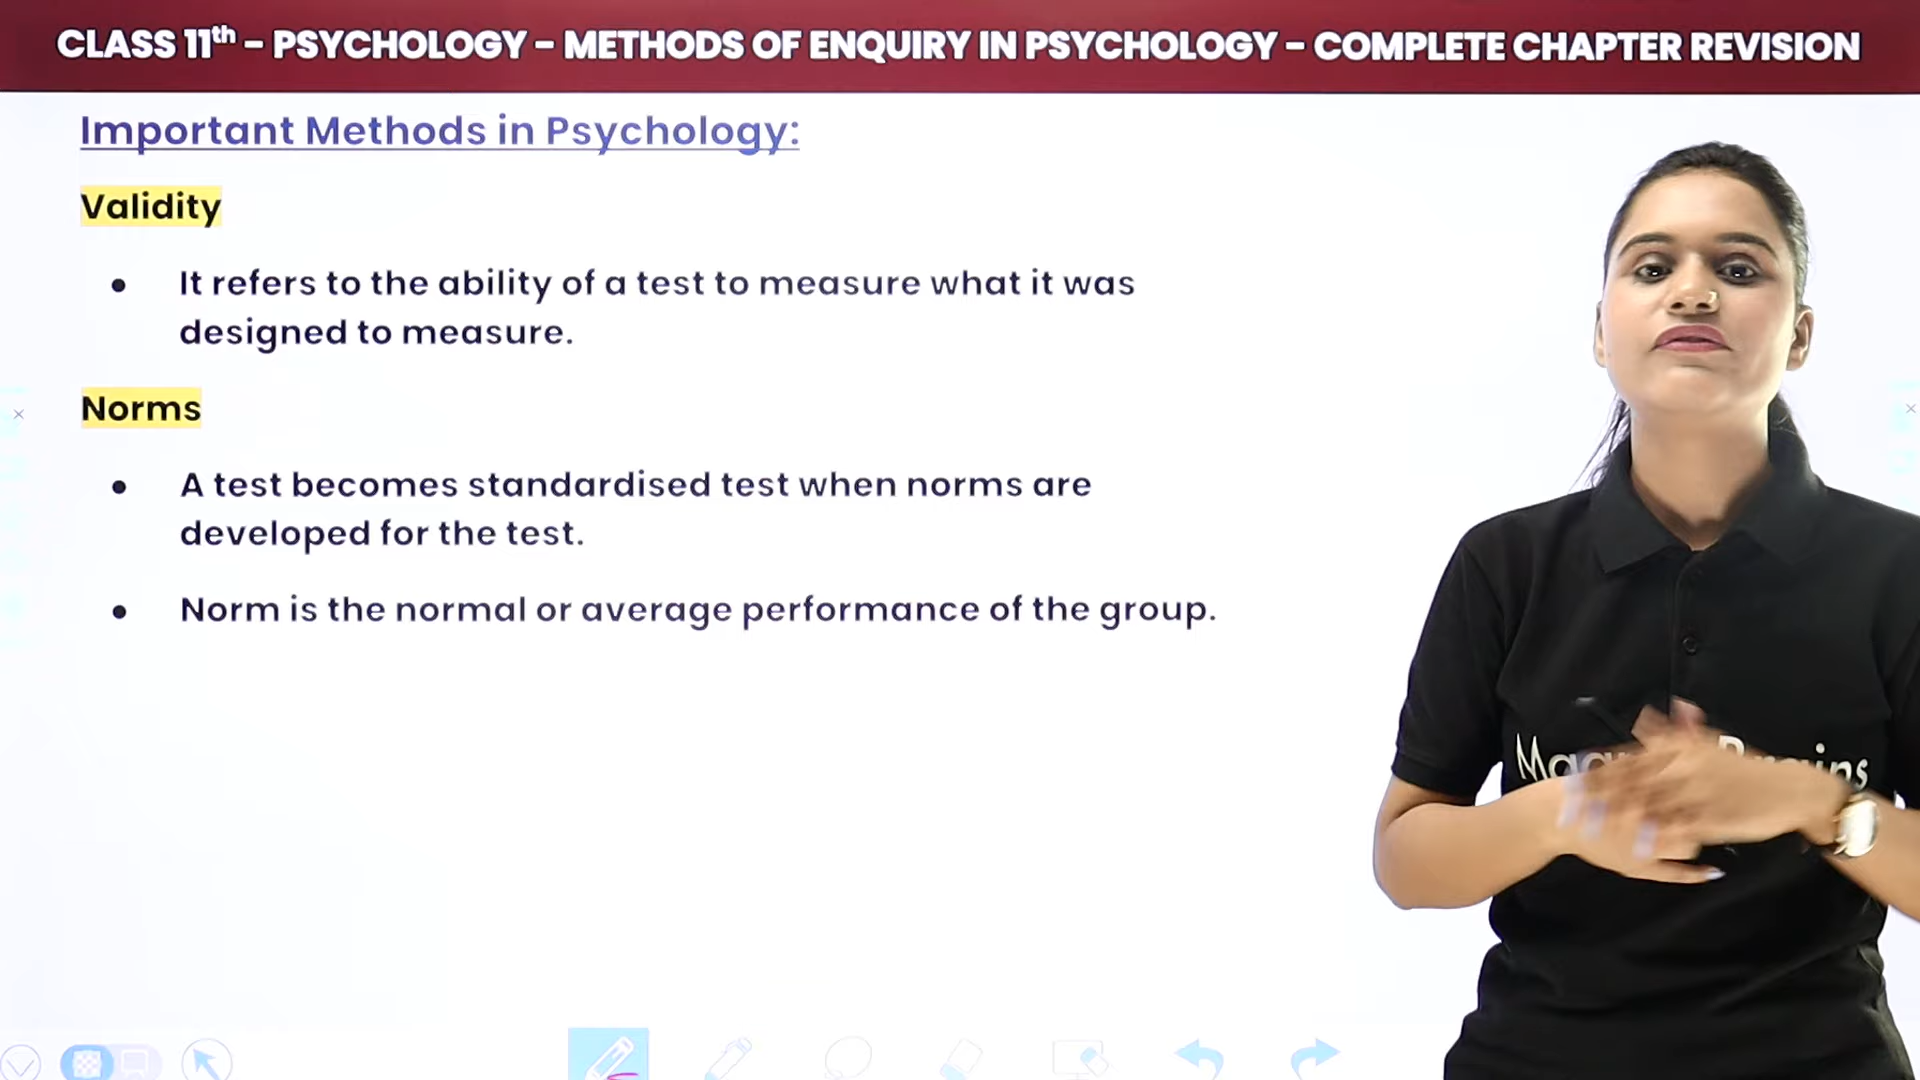 CLASS 11th – PSYCHOLOGY – METHODS OF ENQUIRY IN PSYCHOLOGY – COMPLETE CHAPTER REVISION
Important Methods in Psychology:
Validity
• It refers to the ability of a test to measure what it was
designed to measure.
Norms
• A test becomes standardised test when norms are
developed for the test.
• Norm is the normal or average performance of the group.